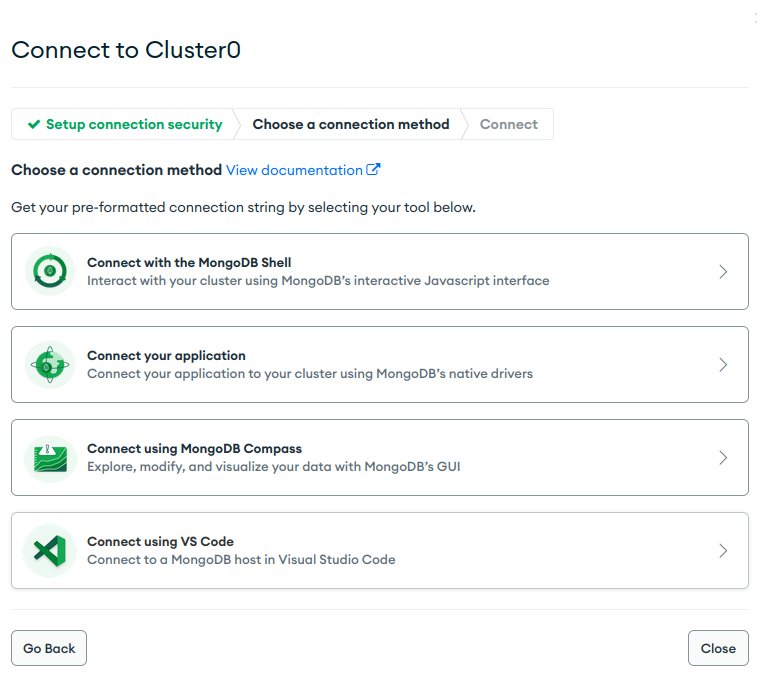 Connect to Cluster0
Setup connection security
Choose a connection method
Connect
Choose a connection method View documentation
Get your pre-formatted connection string by selecting your tool below.
Connect with the MongoDB Shell
Interact with your cluster using MongoDB’s interactive Javascript interface
Connect your application
Connect your application to your cluster using MongoDB’s native drivers
Connect using MongoDB Compass
Explore, modify, and visualize your data with MongoDB’s GUI
Connect using VS Code
Connect to a MongoDB host in Visual Studio Code
Go Back
Close